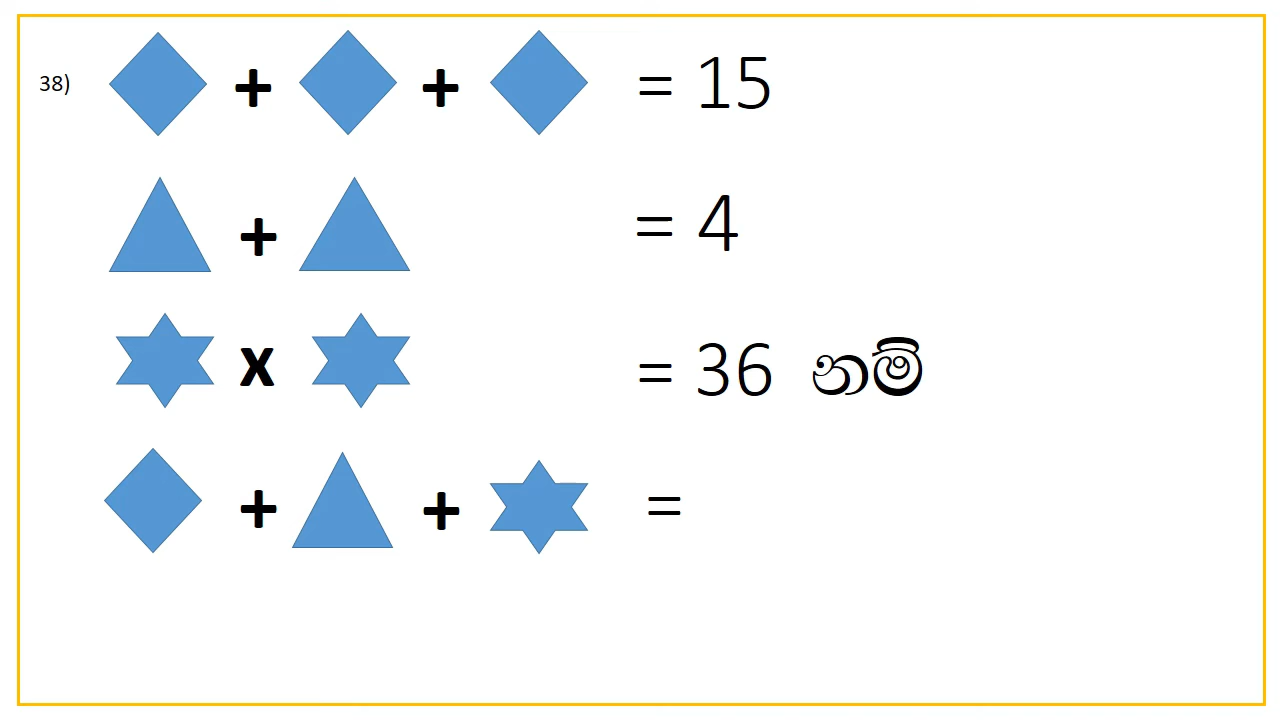 38) + + = 15
+ = 4
x = 36 නම්
+ + =